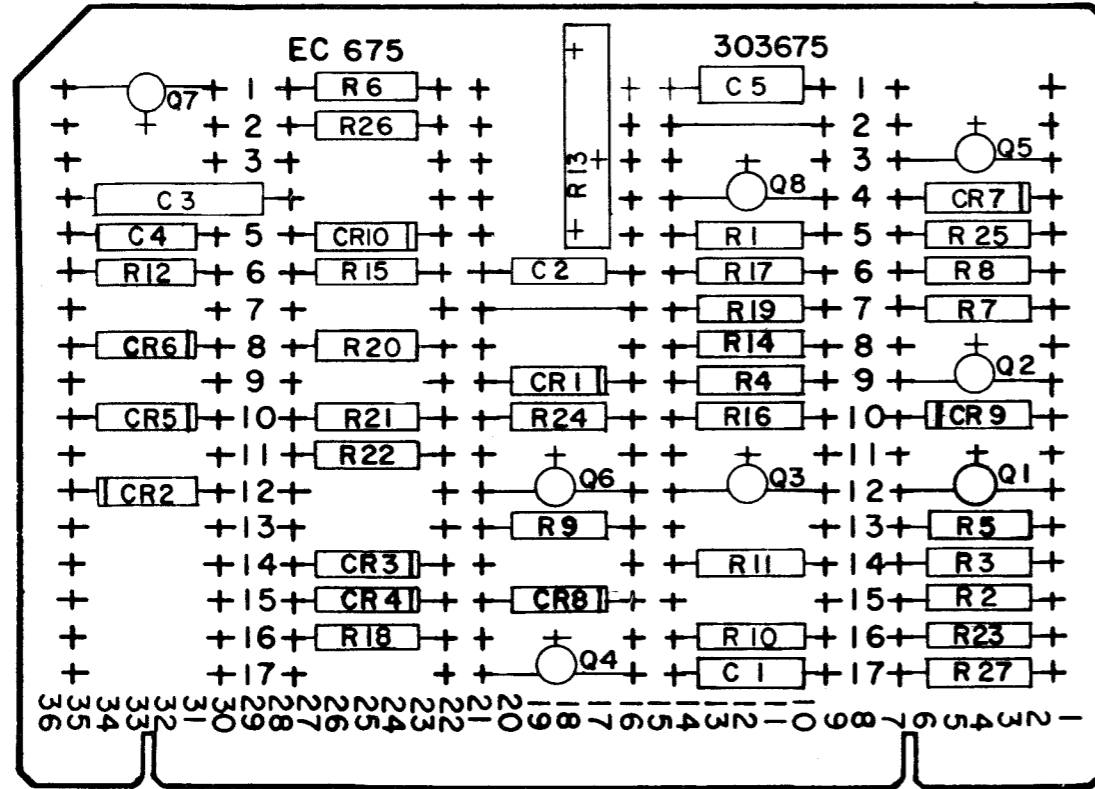 EC 675 303675
Q7 1 R6 C5 1
2 R26 2
3 R13 3 Q5
C3 Q8 4 CR7
C4 5 CR10 R1 5 R25
R12 6 R15 C2 R17 6 R8
7 R19 7 R7
CR6 8 R20 R14 8
9 CR1 R4 9 Q2
CR5 10 R21 R24 R16 10 CR9
11 R22 11
CR2 12 Q6 Q3 12 Q1
13 R9 13 R5
14 CR3 R11 14 R3
15 CR4 CR8 15 R2
16 R18 R10 16 R23
17 Q4 C1 17 R27
36 35 34 33 32 31 30 29 28 27 26 25 24 23 22 21 20 19 18 17 16 15 14 13 12 11 10 9 8 7 6 5 4 3 2 1